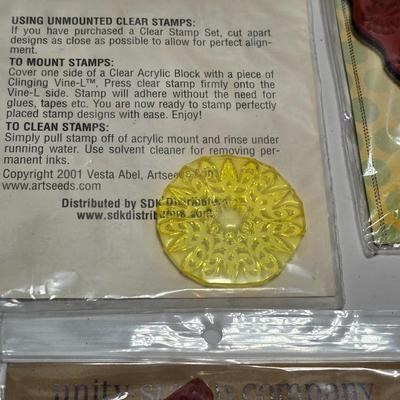 USING UNMOUNTED CLEAR STAMPS:
If you have purchased a Clear Stamp Set, cut apart
designs as close as possible to allow for perfect align-
ment.
TO MOUNT STAMPS:
Cover one side of a Clear Acrylic Block with a piece of
Clinging Vine-L™, Press clear stamp firmly onto the
Vine-L side. Stamp will adhere without the need for
glues, tapes etc. You are now ready to stamp perfectly
placed stamp designs with ease. Enjoy!
TO CLEAN STAMPS:
Simply pull stamp off of acrylic mount and rinse under
running water. Use solvent cleaner for removing per-
manent inks.
Copyright 2001 Vesta Abel, Artseeds.com
www.artseeds.com
Distributed by SDK
www.sdkdistributors.com
unity company